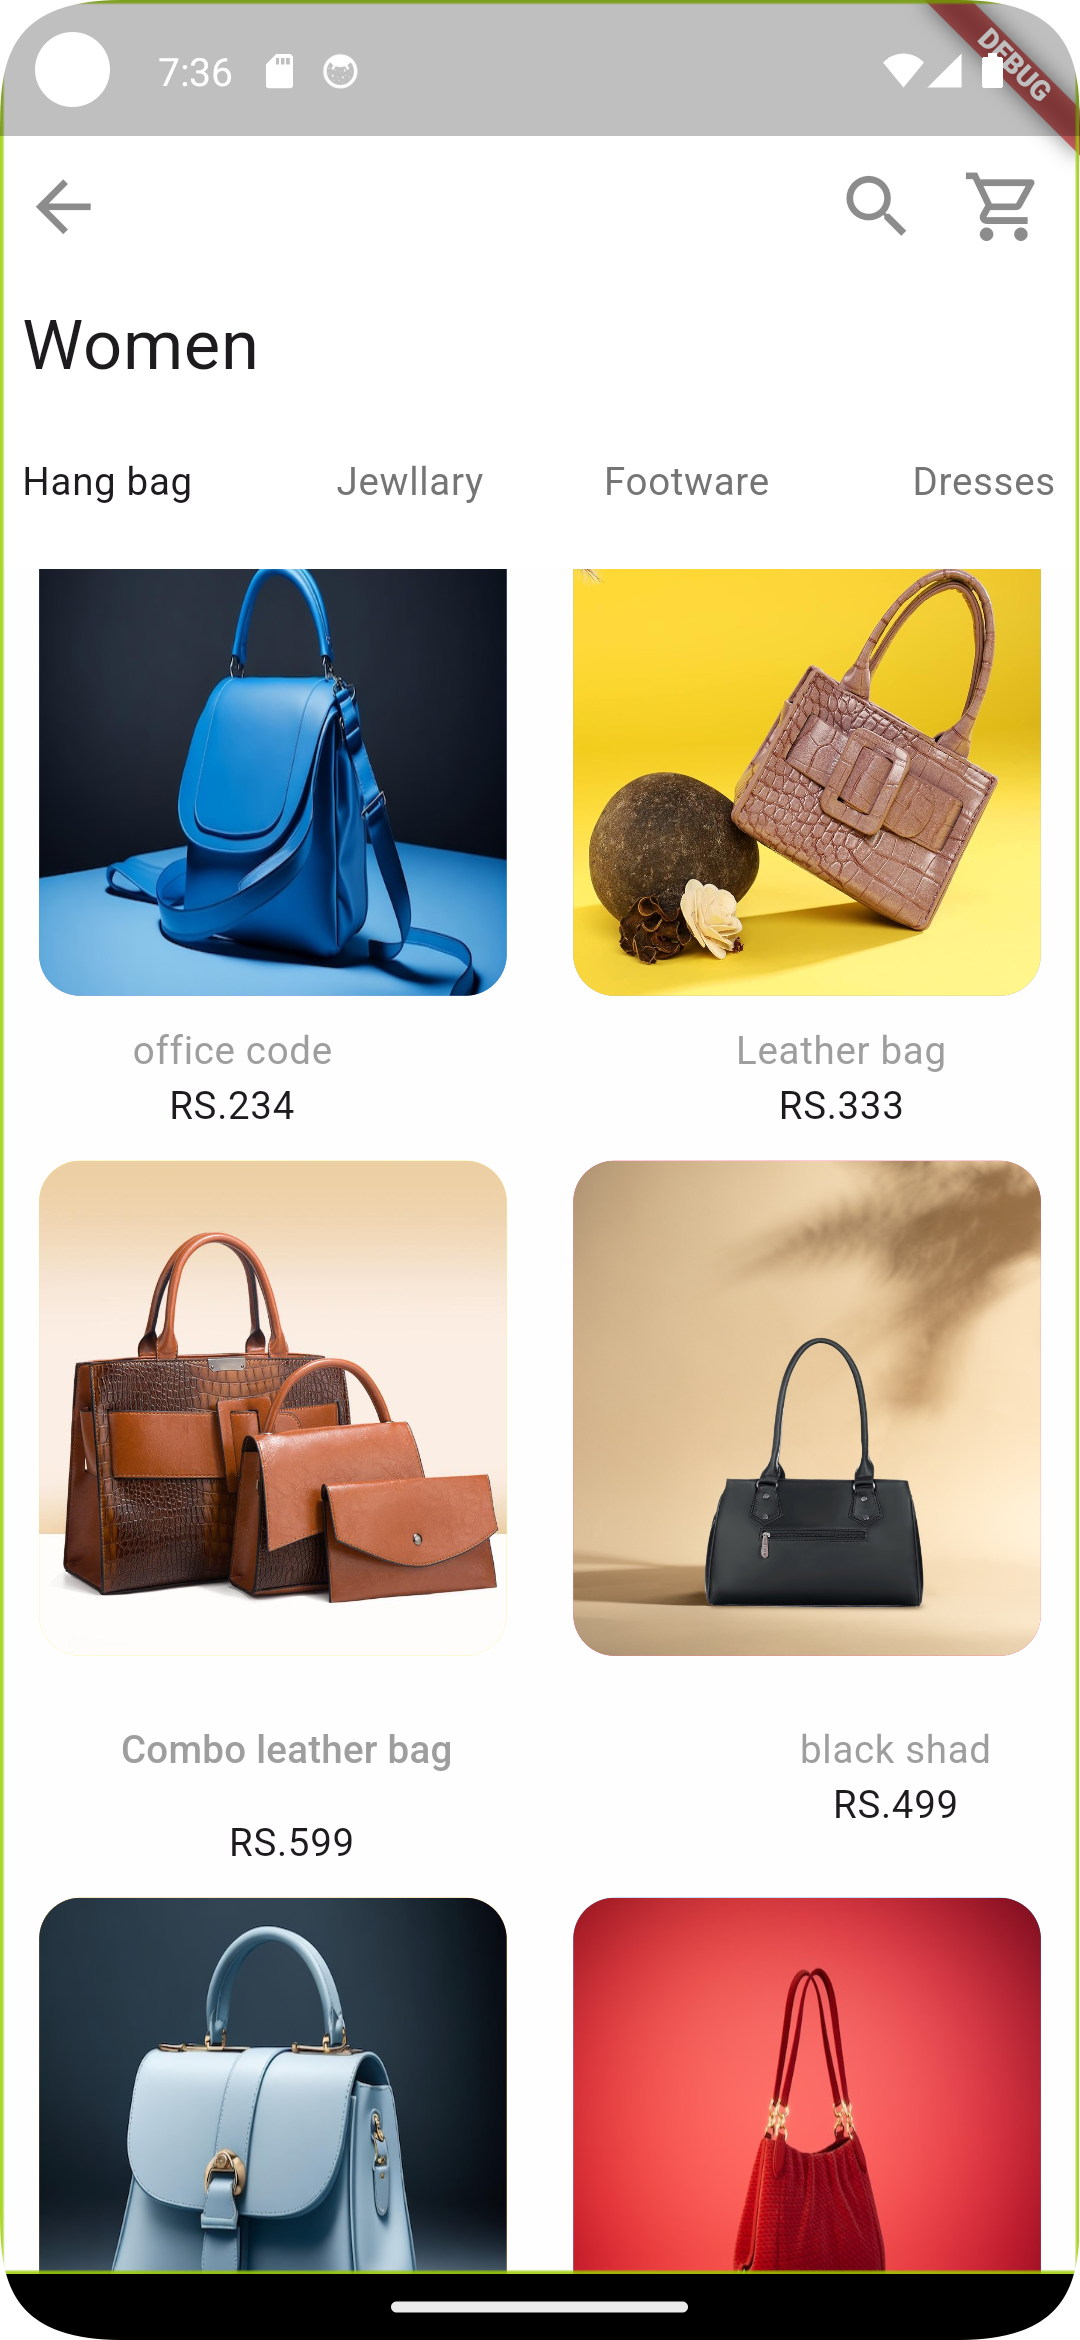 7:36
DEBUG
Women
Hang bag Jewllary Footware Dresses
office code Leather bag
RS.234 RS.333
Combo leather bag black shad
RS.499
RS.599